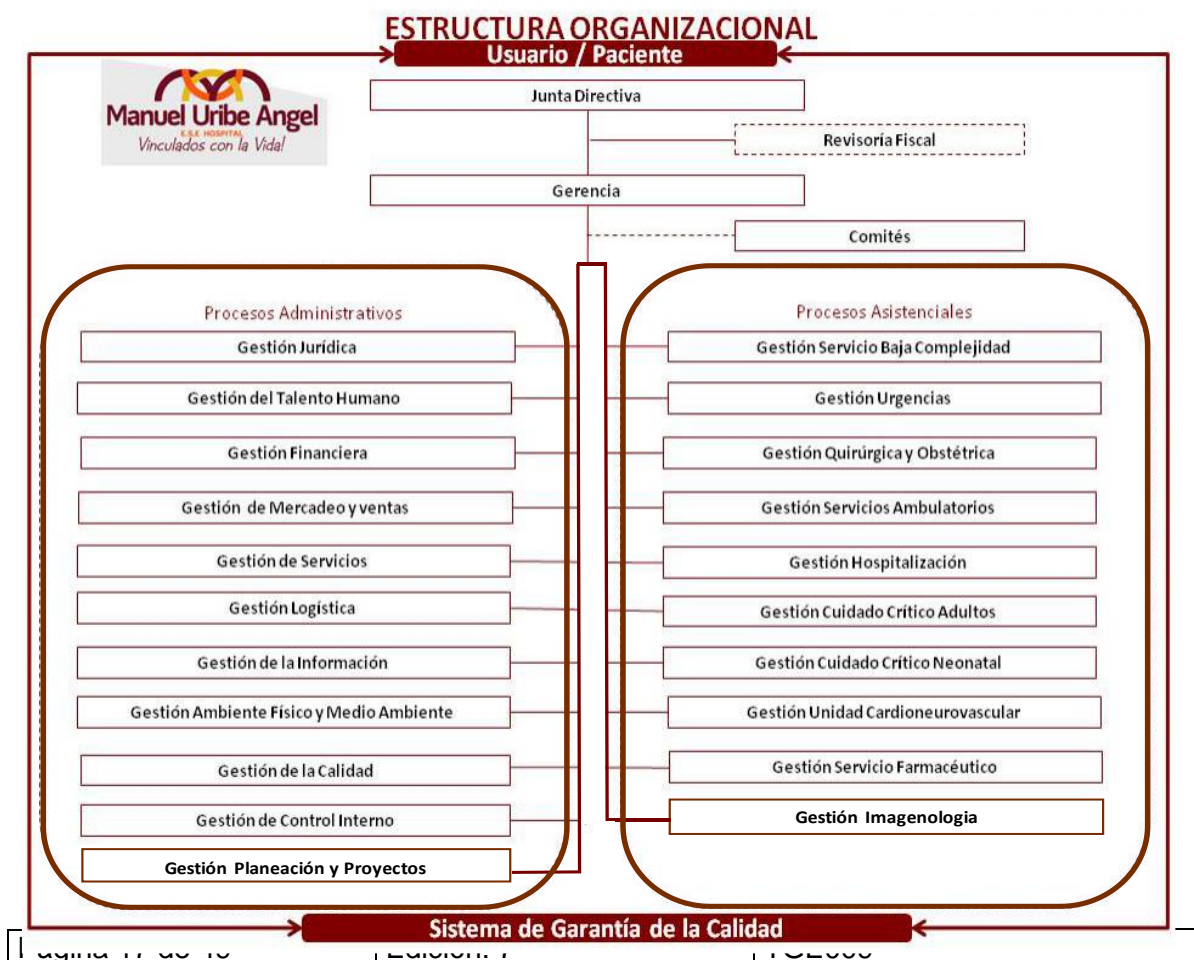 ESTRUCTURA ORGANIZACIONAL
Usuario / Paciente
Manuel Uribe Angel
E.S.E HOSPITAL
Vinculados con la Vida!
Junta Directiva
Revisoría Fiscal
Gerencia
Comités
Procesos Administrativos
Gestión Jurídica
Gestión del Talento Humano
Gestión Financiera
Gestión de Mercadeo y ventas
Gestión de Servicios
Gestión Logística
Gestión de la Información
Gestión Ambiente Físico y Medio Ambiente
Gestión de la Calidad
Gestión de Control Interno
Gestión Planeación y Proyectos
Procesos Asistenciales
Gestión Servicio Baja Complejidad
Gestión Urgencias
Gestión Quirúrgica y Obstétrica
Gestión Servicios Ambulatorios
Gestión Hospitalización
Gestión Cuidado Crítico Adultos
Gestión Cuidado Crítico Neonatal
Gestión Unidad Cardioneurovascular
Gestión Servicio Farmacéutico
Gestión Imagenologia
Sistema de Garantía de la Calidad